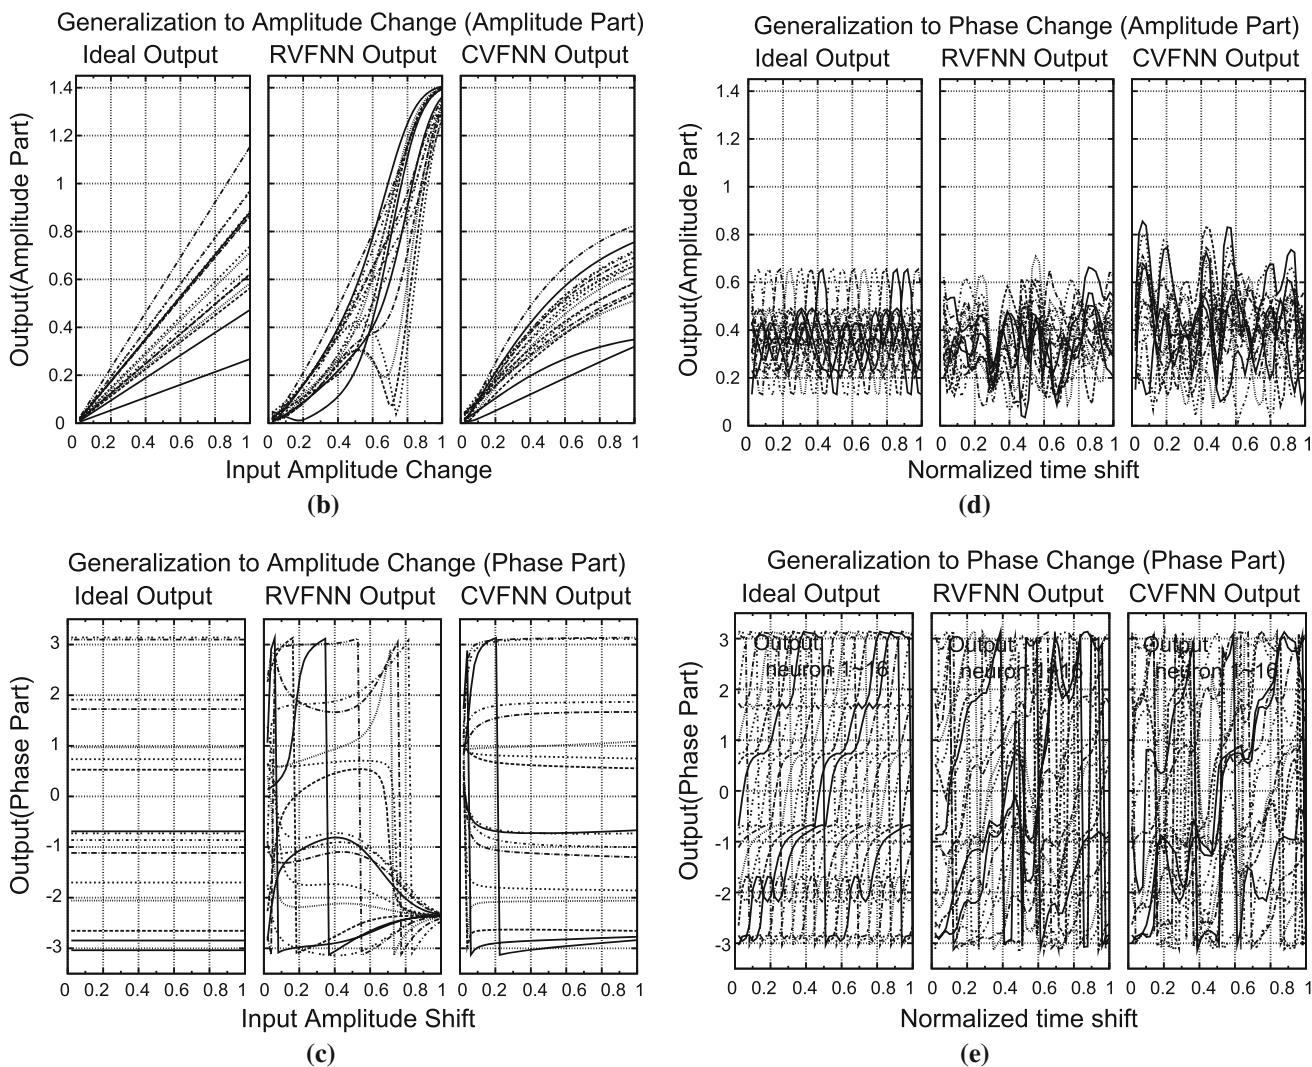 Generalization to Amplitude Change (Amplitude Part)
Ideal Output RVFNN Output CVFNN Output
Output(Amplitude Part)
1.4
1.2
1
0.8
0.6
0.4
0.2
0
0 0.2 0.4 0.6 0.8 1 0 0.2 0.4 0.6 0.8 1 0 0.2 0.4 0.6 0.8 1
Input Amplitude Change
(b)
Generalization to Phase Change (Amplitude Part)
Ideal Output RVFNN Output CVFNN Output
Output(Amplitude Part)
1.4
1.2
1
0.8
0.6
0.4
0.2
0
0 0.2 0.4 0.6 0.8 1 0 0.2 0.4 0.6 0.8 1 0 0.2 0.4 0.6 0.8 1
Normalized time shift
(d)
Generalization to Amplitude Change (Phase Part)
Ideal Output RVFNN Output CVFNN Output
Output(Phase Part)
3
2
1
0
-1
-2
-3
0 0.2 0.4 0.6 0.8 1 0 0.2 0.4 0.6 0.8 1 0 0.2 0.4 0.6 0.8 1
Input Amplitude Shift
(c)
Generalization to Phase Change (Phase Part)
Ideal Output RVFNN Output CVFNN Output
Output(Phase Part)
3
2
1
0
-1
-2
-3
Output
neuron 1~16
Output
neuron 1~16
Output
neuron 1~16
0 0.2 0.4 0.6 0.8 1 0 0.2 0.4 0.6 0.8 1 0 0.2 0.4 0.6 0.8 1
Normalized time shift
(e)